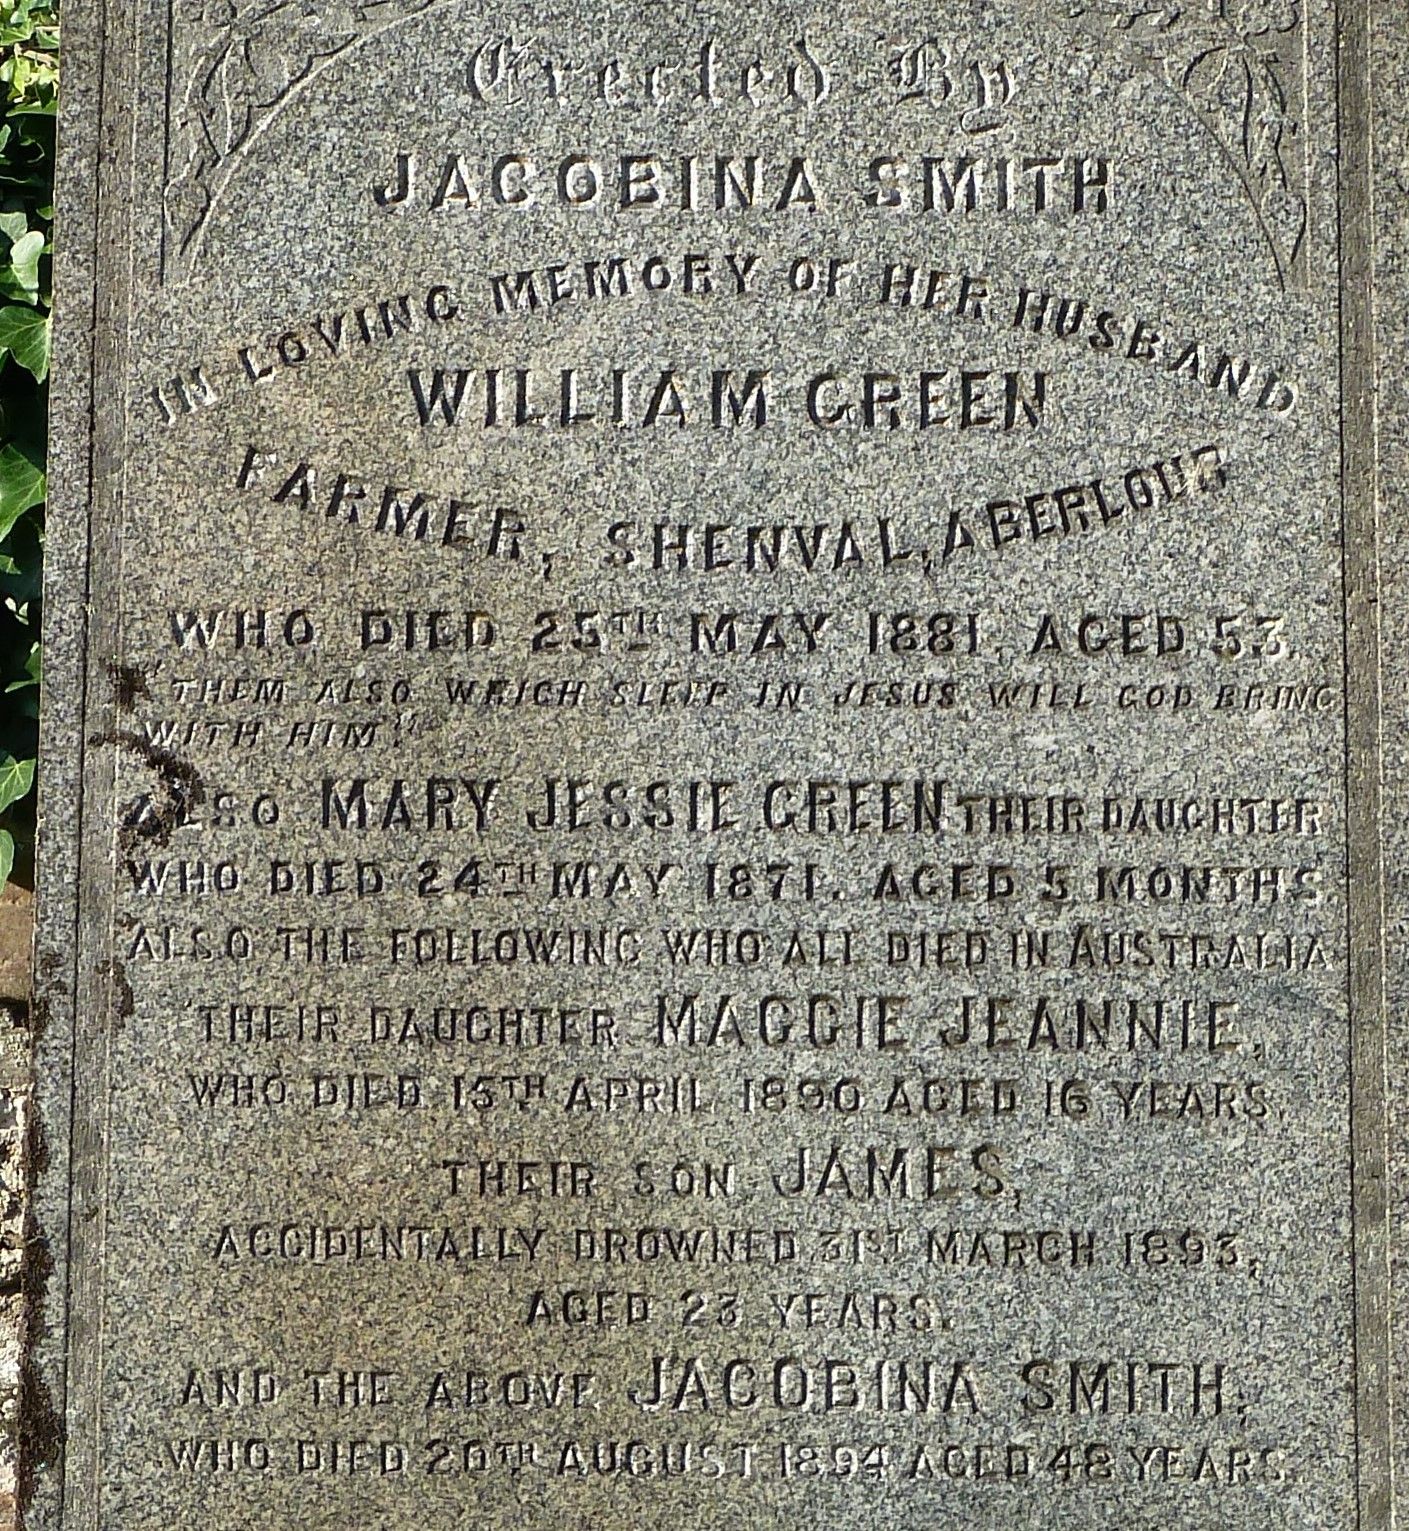 Erected By
JACOBINA SMITH
IN LOVING MEMORY OF HER HUSBAND
WILLIAM GREEN
FARMER, SHENVAL, ABERLOUR
WHO DIED 25TH MAY 1881, AGED 53.
THEM ALSO WHICH SLEEP IN JESUS WILL GOD BRING
WITH HIM"
ALSO MARY JESSIE GREEN THEIR DAUGHTER
WHO DIED 24TH MAY 1871. AGED 5 MONTHS.
ALSO THE FOLLOWING WHO ALL DIED IN AUSTRALIA
THEIR DAUGHTER MAGGIE JEANNIE,
WHO DIED 15TH APRIL 1890 AGED 16 YEARS.
THEIR SON JAMES,
ACCIDENTALLY DROWNED 31ST MARCH 1893,
AGED 23 YEARS.
AND THE ABOVE JACOBINA SMITH,
WHO DIED 20TH AUGUST 1894 AGED 48 YEARS.